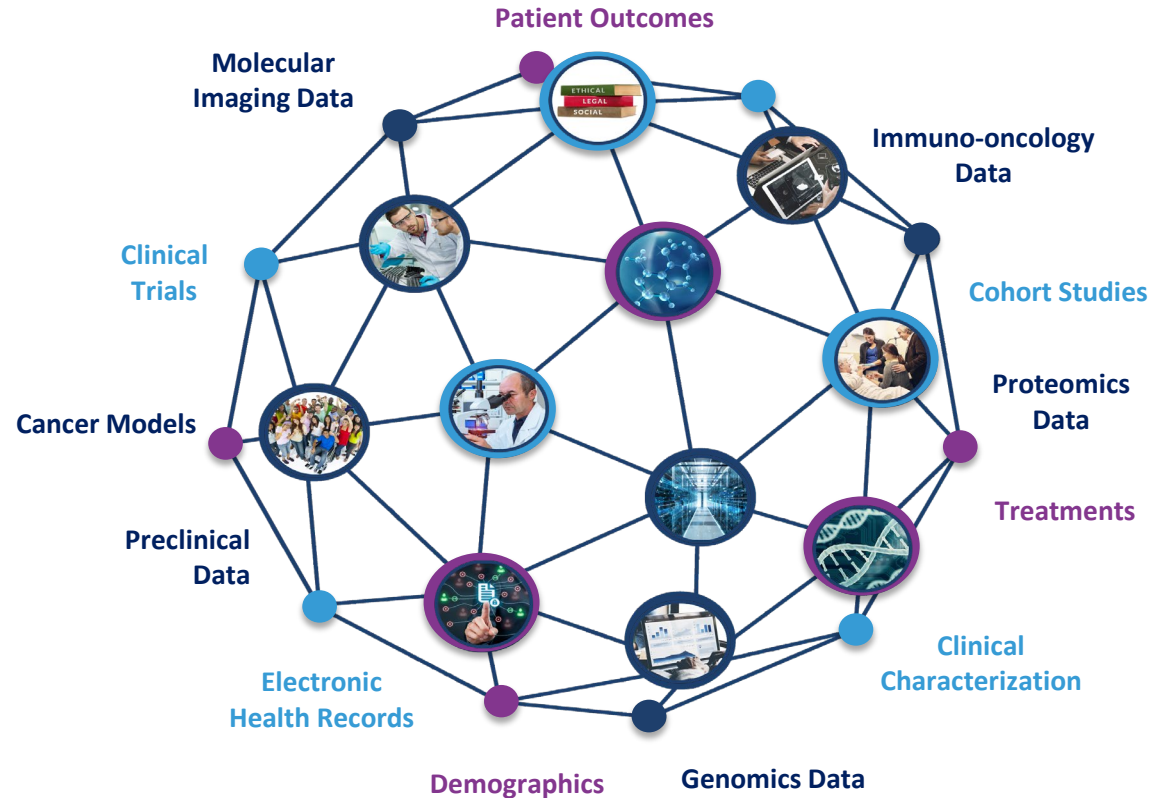 Patient Outcomes
Molecular
Imaging Data
ETHICAL
LEGAL
SOCIAL
Immuno-oncology
Data
Clinical
Trials
Cohort Studies
Proteomics
Data
Cancer Models
Treatments
Preclinical
Data
Clinical
Characterization
Electronic
Health Records
Demographics
Genomics Data